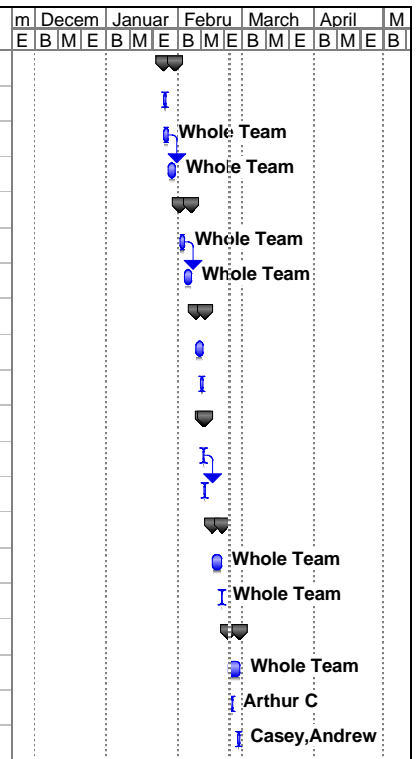 m Decem Januar Febru March April M
E B M E B M E B M E B M E B M E B
Whole Team
Whole Team
Whole Team
Whole Team
Whole Team
Whole Team
Whole Team
Arthur C
Casey,Andrew